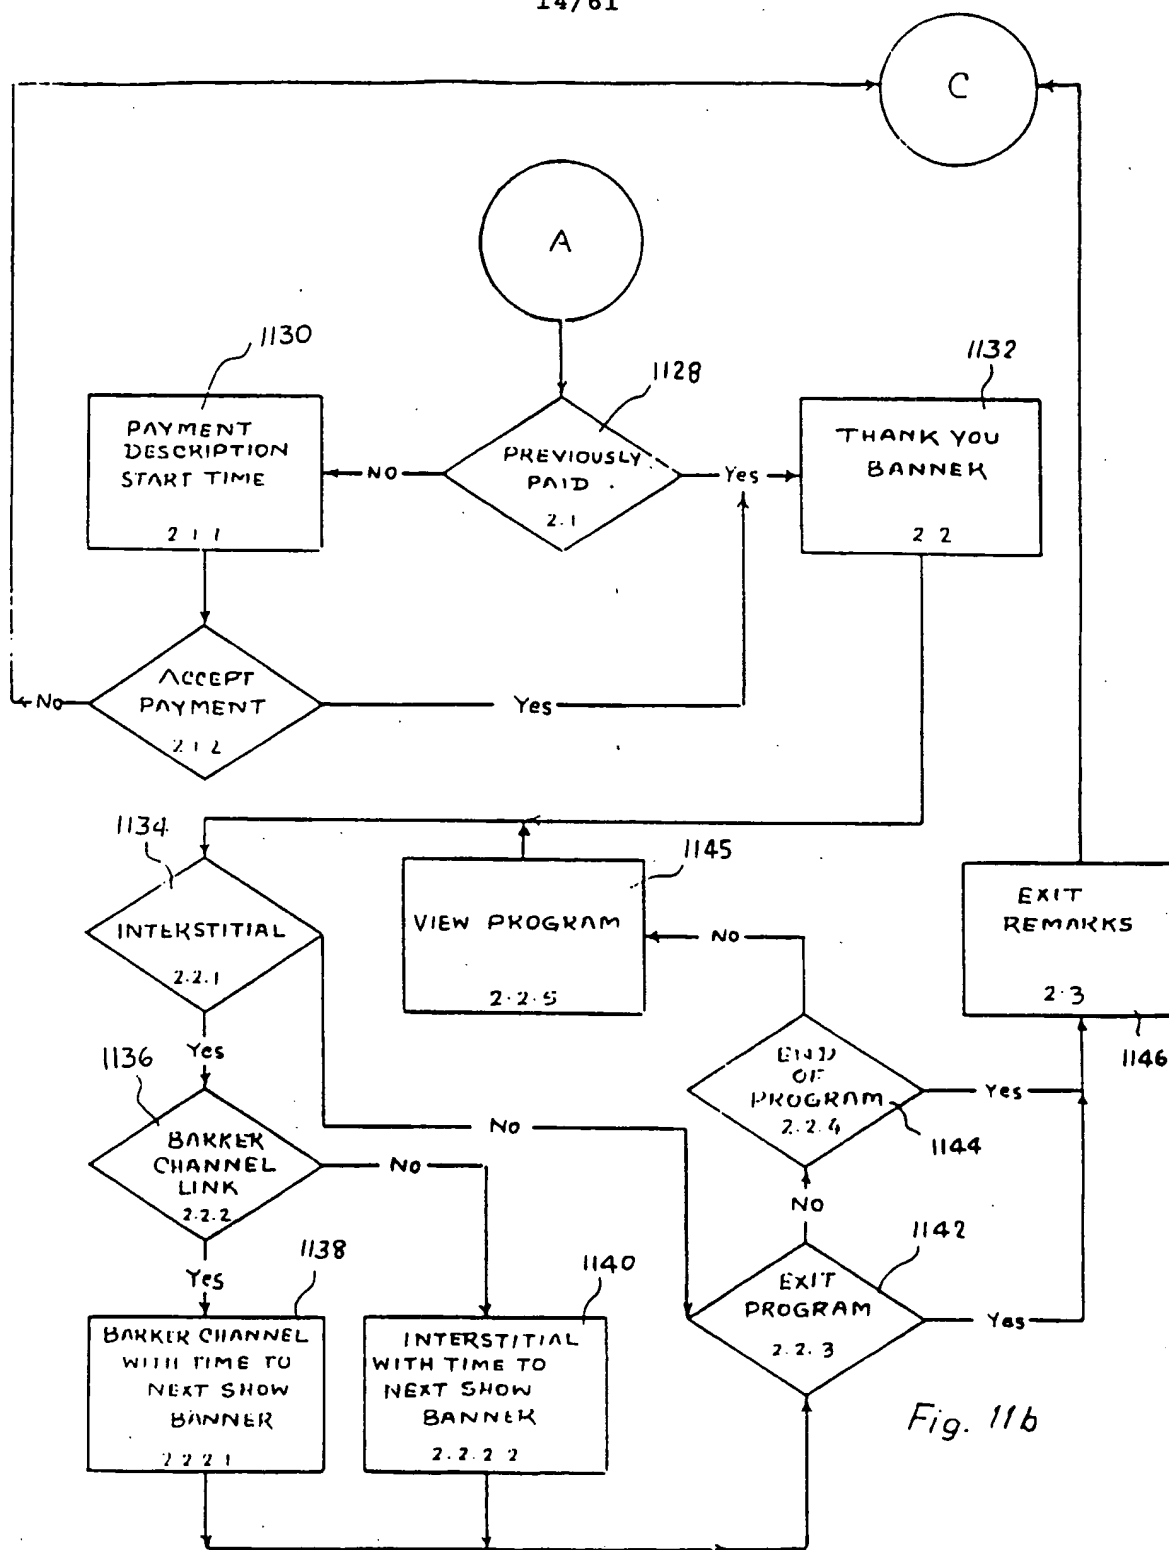 14/61
C
A
1130
1128
1132
PAYMENT
DESCRIPTION
START TIME
2 1 1
NO
PREVIOUSLY
PAID
2.1
Yes
THANK YOU
BANNER
2 2
ACCEPT
PAYMENT
2 1 2
No
Yes
1134
INTERSTITIAL
2.2.1
1145
VIEW PROGRAM
2.2.5
NO
EXIT
REMARKS
2.3
1146
Yes
1136
BARKER
CHANNEL
LINK
2.2.2
No
No
END
OF
PROGRAM
2.2.4
1144
Yes
NO
Yes
1138
BARKER CHANNEL
WITH TIME TO
NEXT SHOW
BANNER
2 2 2 1
1140
INTERSTITIAL
WITH TIME TO
NEXT SHOW
BANNER
2.2.2 2
1142
EXIT
PROGRAM
2.2.3
Yes
Fig. 11b